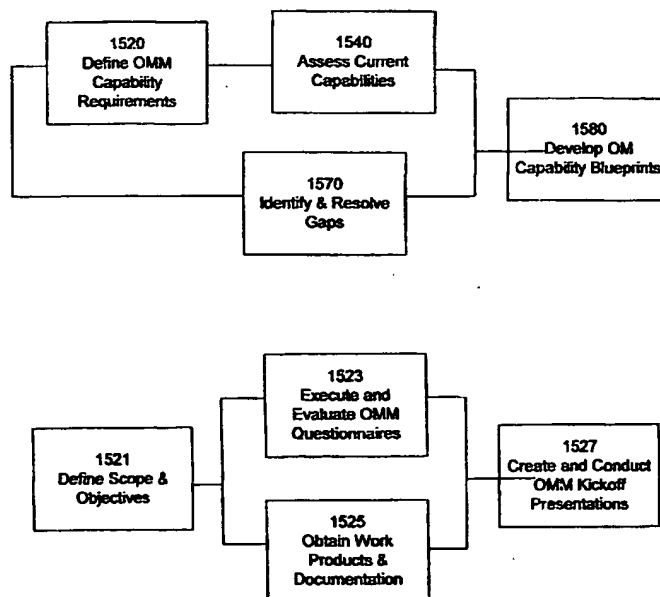 1520
Define OMM
Capability
Requirements
1540
Assess Current
Capabilities
1570
Identify & Resolve
Gaps
1580
Develop OM
Capability Blueprints
1521
Define Scope &
Objectives
1523
Execute and
Evaluate OMM
Questionnaires
1525
Obtain Work
Products &
Documentation
1527
Create and Conduct
OMM Kickoff
Presentations